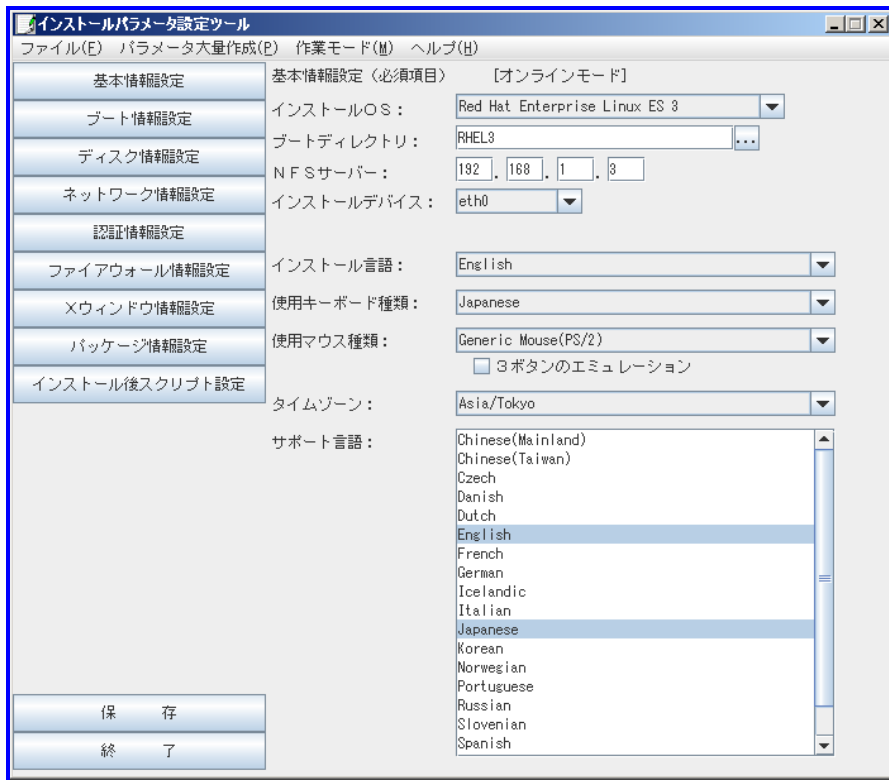 インストールパラメータ設定ツール
ファイル(F) パラメータ大量作成(P) 作業モード(M) ヘルプ(H)
基本情報設定
ブート情報設定
ディスク情報設定
ネットワーク情報設定
認証情報設定
ファイアウォール情報設定
Xウィンドウ情報設定
パッケージ情報設定
インストール後スクリプト設定
保 存
終 了
基本情報設定（必須項目） [オンラインモード]
インストールOS： Red Hat Enterprise Linux ES 3
ブートディレクトリ： RHEL3 ...
NFSサーバー： 192 . 168 . 1 . 3
インストールデバイス： eth0
インストール言語： English
使用キーボード種類： Japanese
使用マウス種類： Generic Mouse(PS/2)
３ボタンのエミュレーション
タイムゾーン： Asia/Tokyo
サポート言語：
Chinese(Mainland)
Chinese(Taiwan)
Czech
Danish
Dutch
English
French
German
Icelandic
Italian
Japanese
Korean
Norwegian
Portuguese
Russian
Slovenian
Spanish